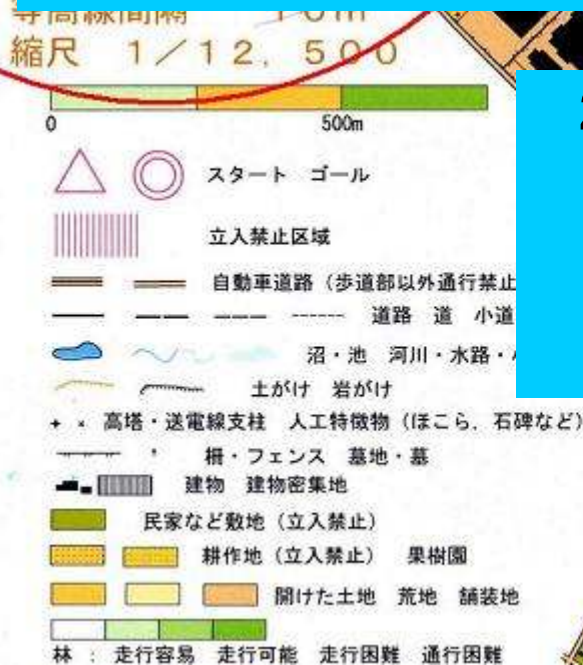 等高線間隔 10m
縮尺 1/12,500
0 500m
スタート ゴール
立入禁止区域
自動車道路(歩道部以外通行禁止
道路 道 小道
沼・池 河川・水路・
土がけ 岩がけ
高塔・送電線支柱 人工特徴物(ほこら、石碑など)
柵・フェンス 墓地・墓
建物 建物密集地
民家など敷地(立入禁止)
耕作地(立入禁止) 果樹園
開けた土地 荒地 舗装地
林 : 走行容易 走行可能 走行困難 通行困難